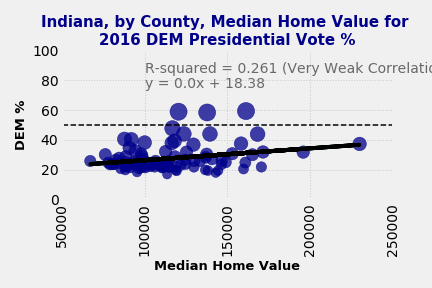 Indiana, by County, Median Home Value for
2016 DEM Presidential Vote %
R-squared = 0.261 (Very Weak Correlatio
y = 0.0x + 18.38
DEM %
100
80
60
40
20
0
50000
100000
150000
200000
250000
Median Home Value